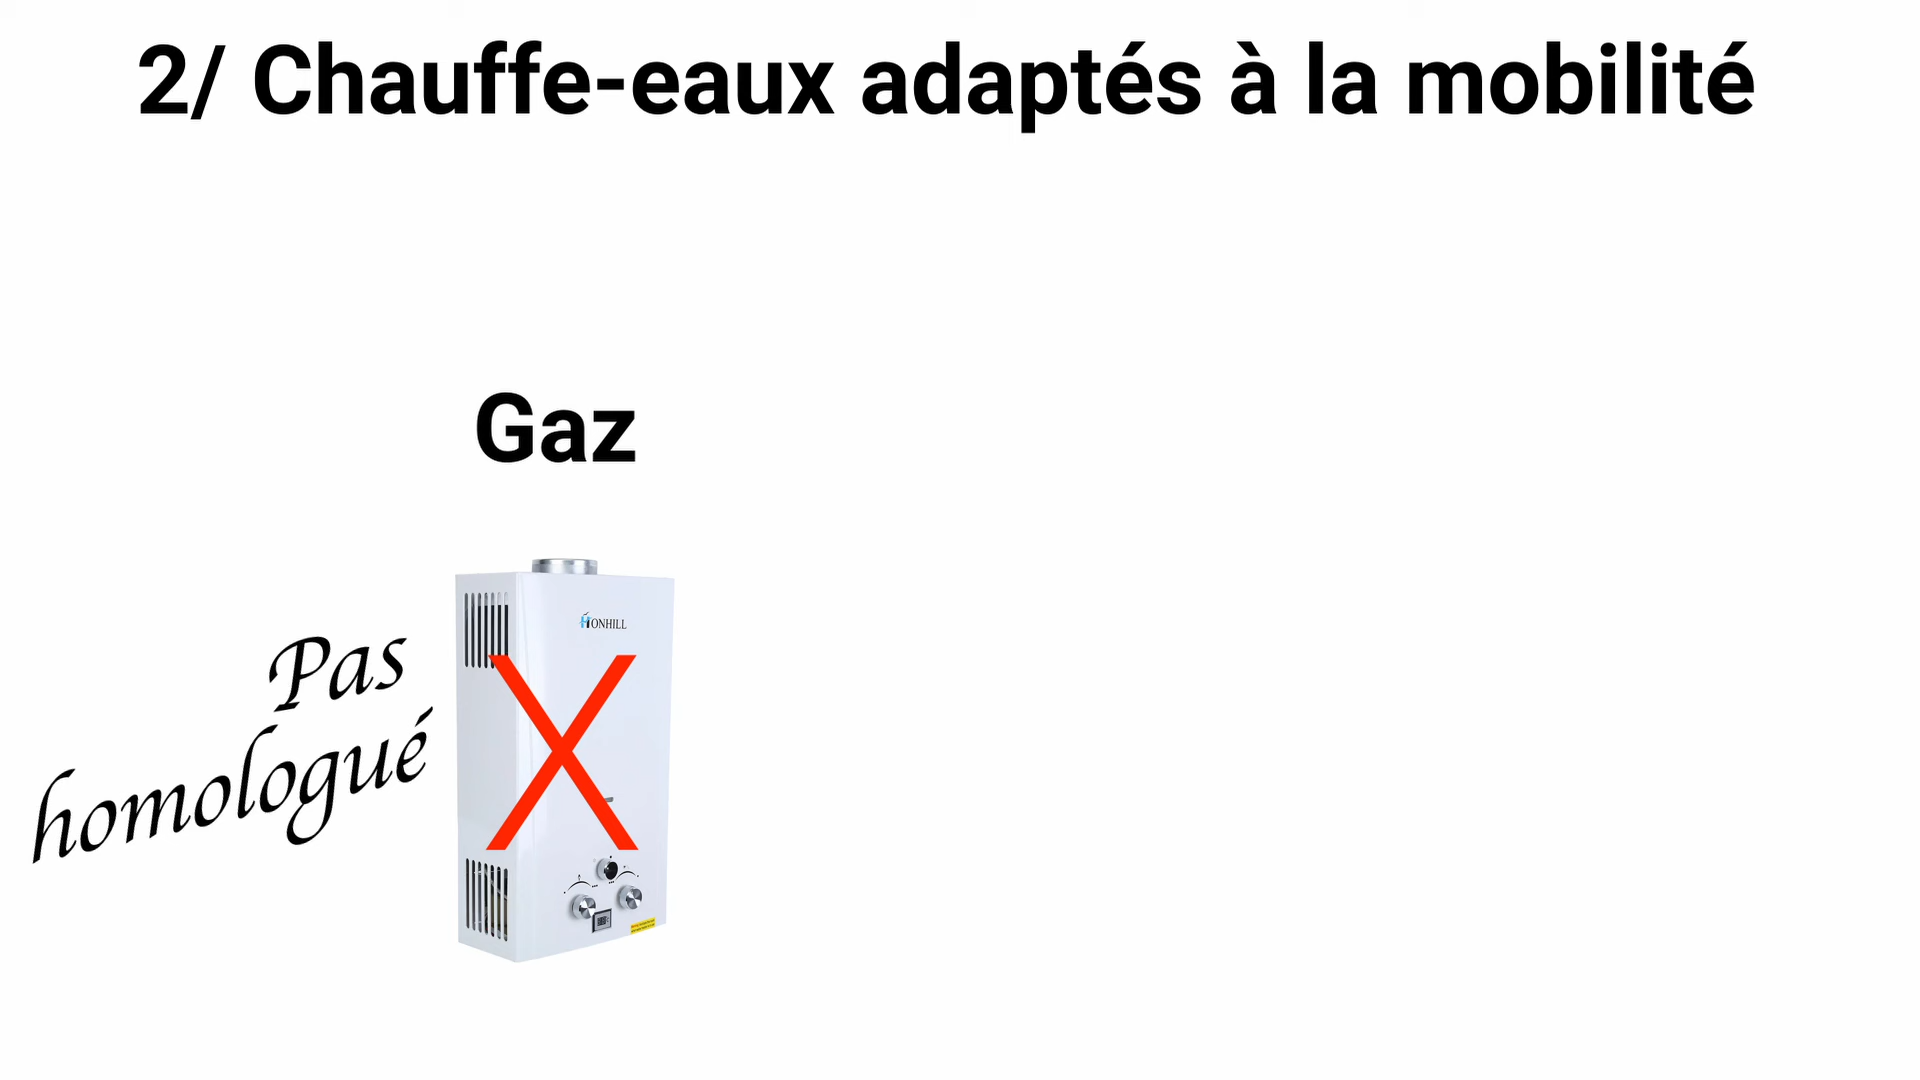 2/ Chauffe-eaux adaptés à la mobilité
Gaz
Pas
homologué
HONHILL